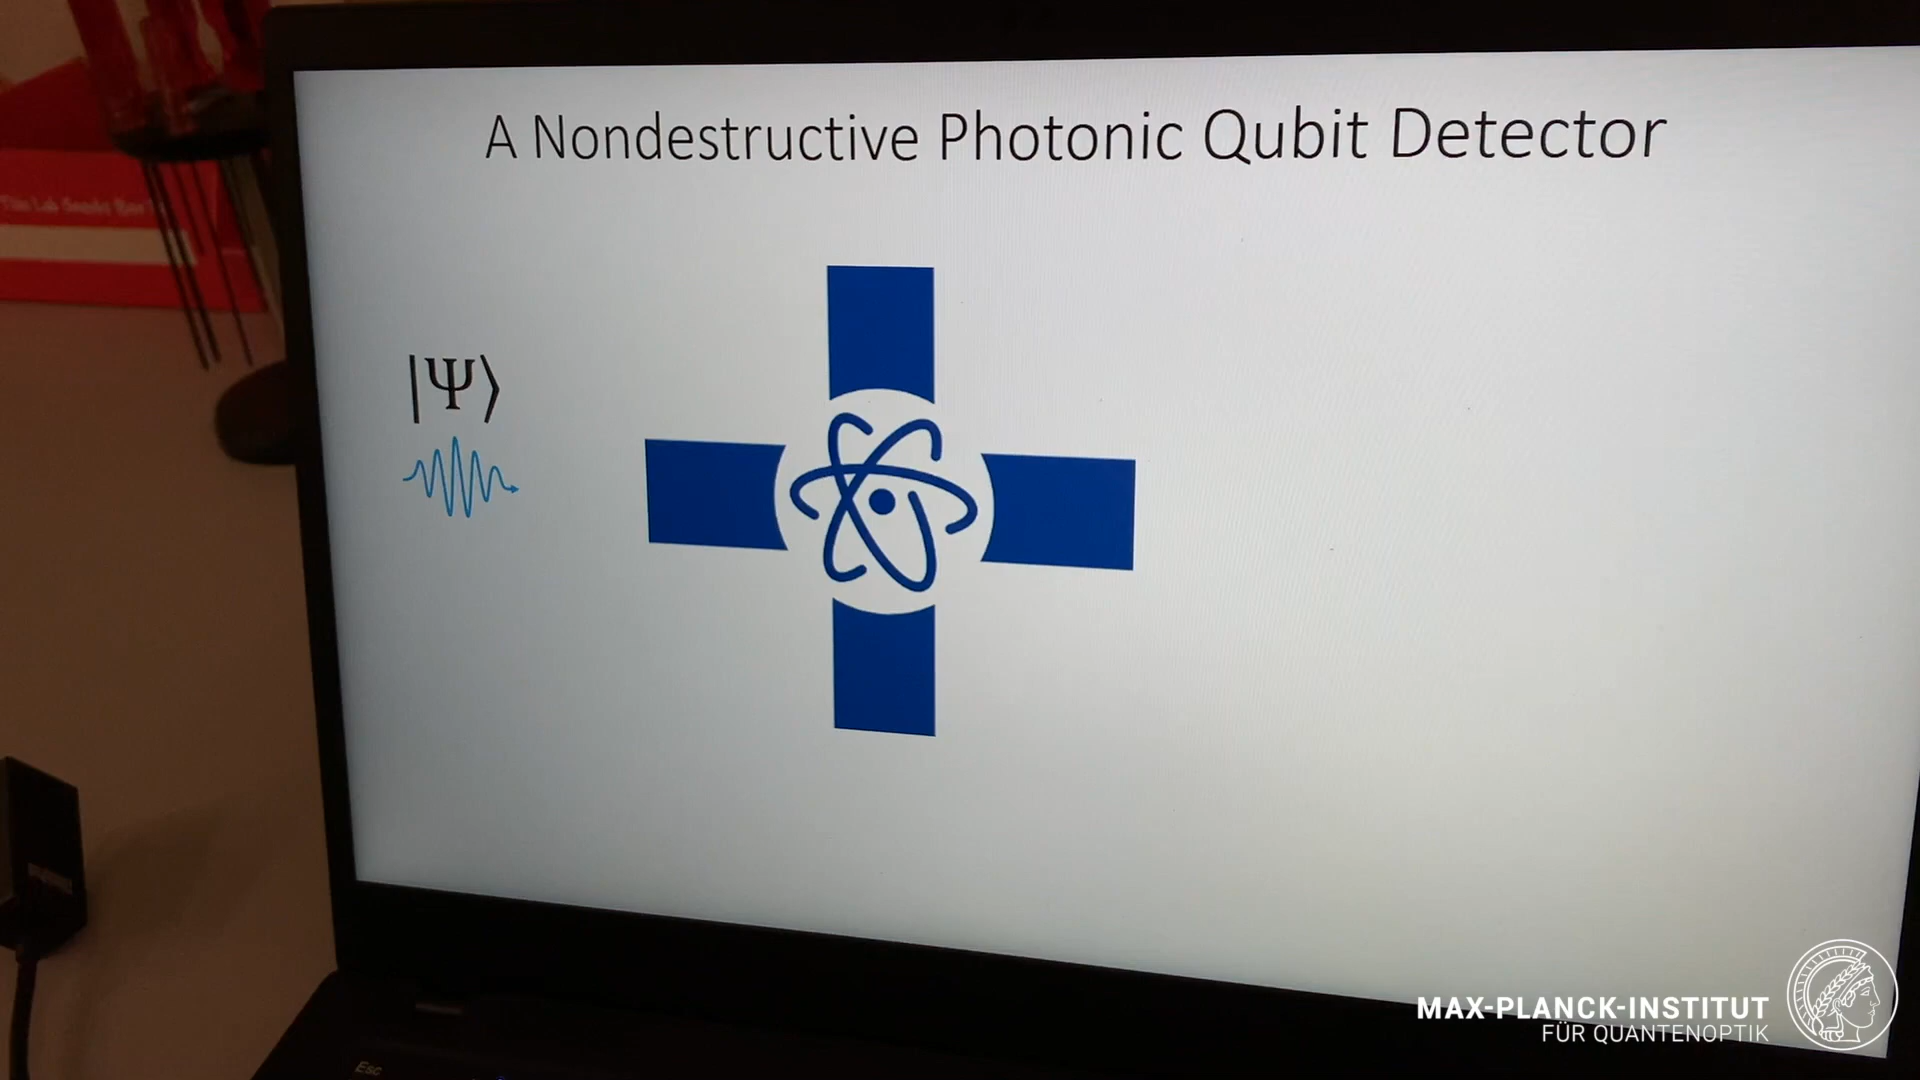 A Nondestructive Photonic Qubit Detector
|Ψ⟩
Esc
MAX-PLANCK-INSTITUT
FÜR QUANTENOPTIK